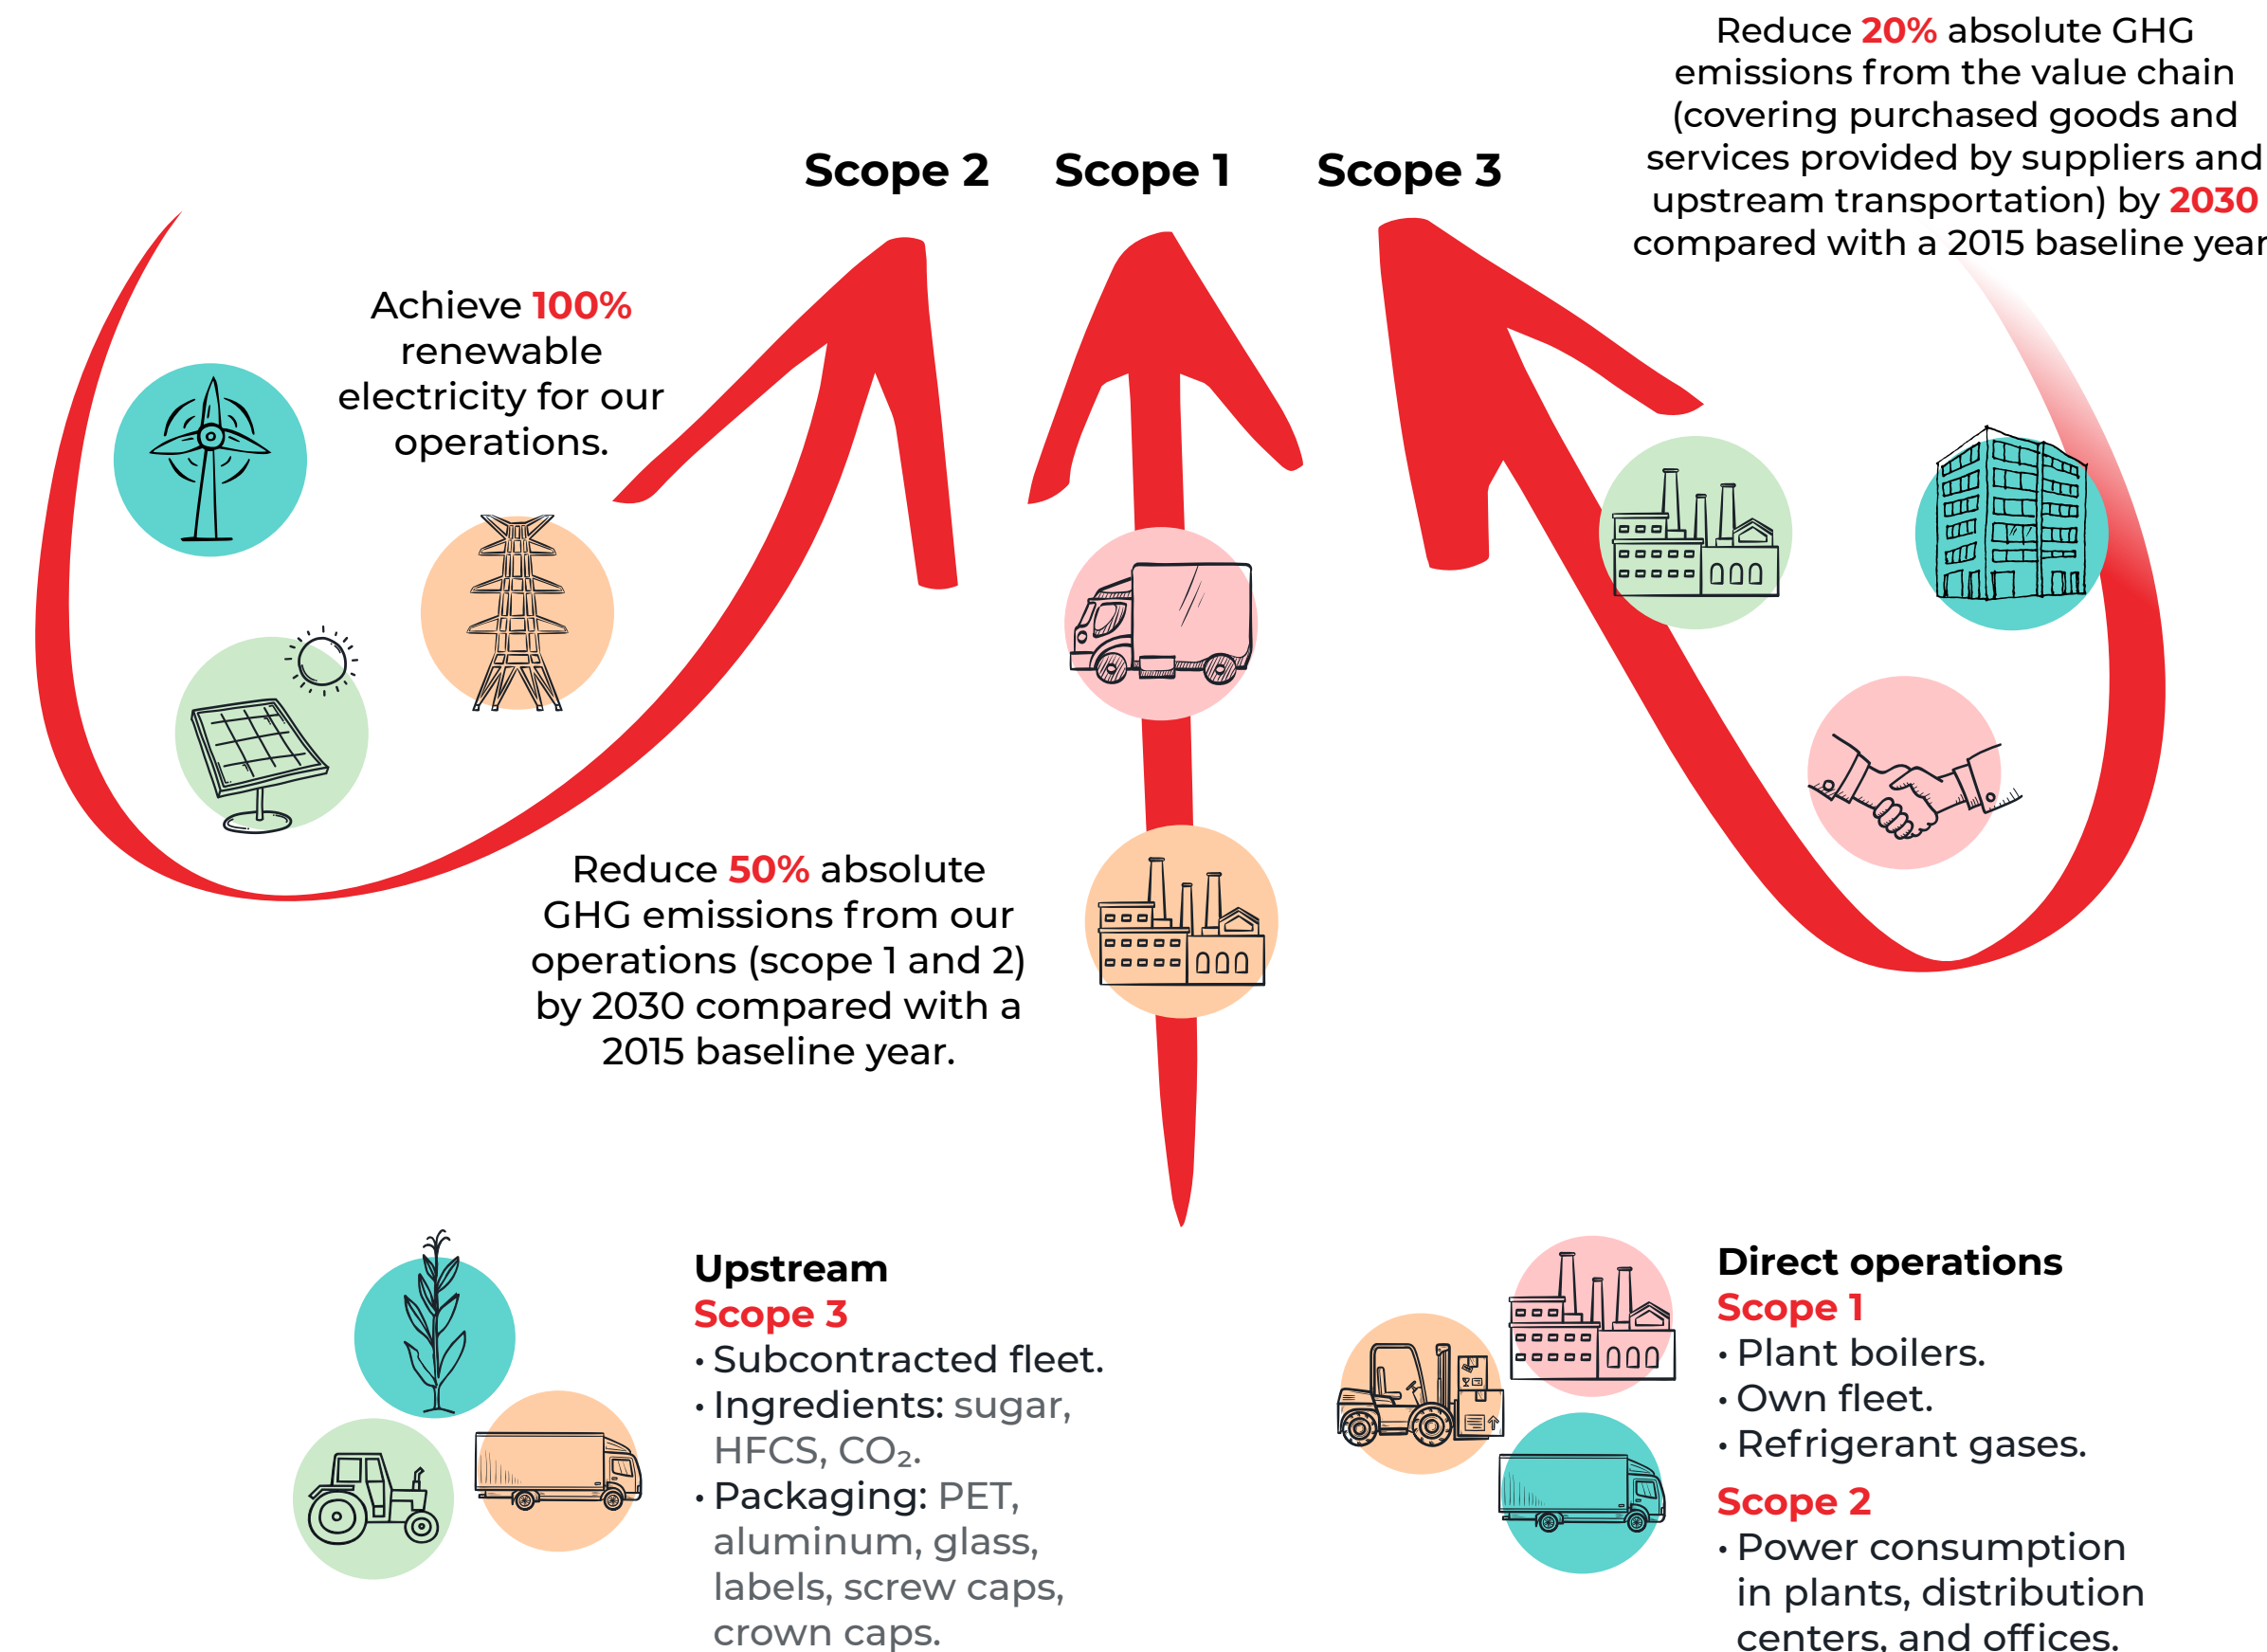 Reduce 20% absolute GHG
emissions from the value chain
(covering purchased goods and
services provided by suppliers and
upstream transportation) by 2030
compared with a 2015 baseline year
Scope 2
Scope 1
Scope 3
Achieve 100%
renewable
electricity for our
operations.
Reduce 50% absolute
GHG emissions from our
operations (scope 1 and 2)
by 2030 compared with a
2015 baseline year.
Upstream
Scope 3
• Subcontracted fleet.
• Ingredients: sugar,
HFCS, CO₂.
• Packaging: PET,
aluminum, glass,
labels, screw caps,
crown caps.
Direct operations
Scope 1
• Plant boilers.
• Own fleet.
• Refrigerant gases.
Scope 2
• Power consumption
in plants, distribution
centers, and offices.